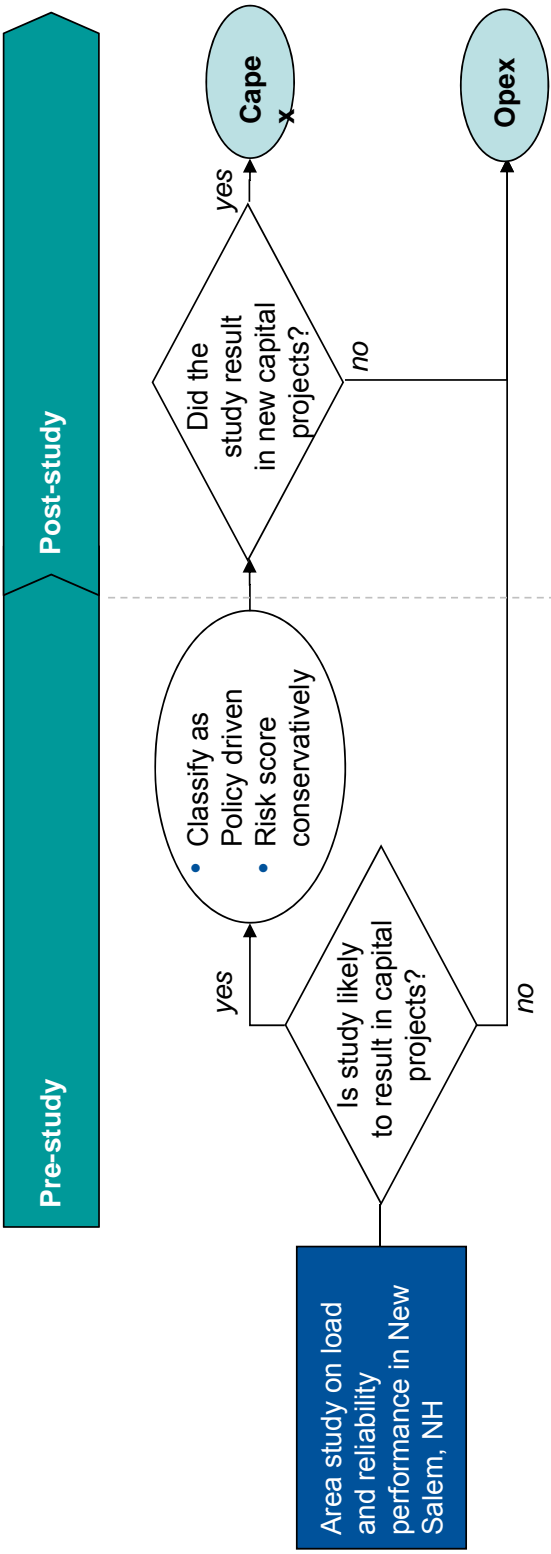 Pre-study
Post-study
Area study on load
and reliability
performance in New
Salem, NH
Is study likely
to result in capital
projects?
yes
no
• Classify as
Policy driven
• Risk score
conservatively
Did the
study result
in new capital
projects?
yes
no
Cape
x
Opex